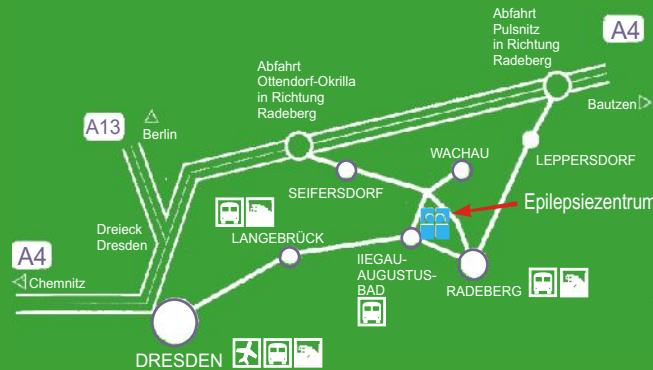 Abfahrt
Pulsnitz
in Richtung
Radeberg
A4
Abfahrt
Ottendorf-Okrilla
in Richtung
Radeberg
Bautzen
A13
Berlin
WACHAU
LEPPERSDORF
SEIFERSDORF
Epilepsiezentrum
Dreieck
Dresden
LANGEBRÜCK
A4
Chemnitz
IIEGAU-
AUGUSTUS-
BAD
RADEBERG
DRESDEN